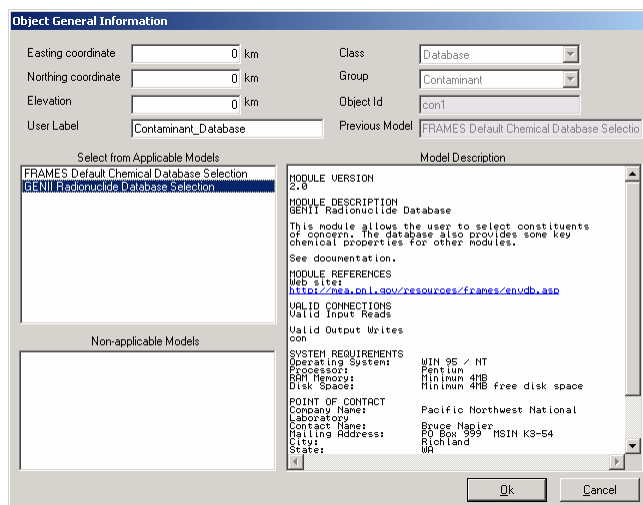 Object General Information
Easting coordinate 0 km
Northing coordinate 0 km
Elevation 0 km
User Label Contaminant_Database
Class Database
Group Contaminant
Object Id con1
Previous Model FRAMES Default Chemical Database Selectio
Select from Applicable Models
FRAMES Default Chemical Database Selection
GENII Radionuclide Database Selection
Non-applicable Models
Model Description
MODULE VERSION
2.0
MODULE DESCRIPTION
GENII Radionuclide Database
This module allows the user to select constituents
of concern. The database also provides some key
chemical properties for other modules.
See documentation.
MODULE REFERENCES
Web site:
http://mea.pnl.gov/resources/frames/envdb.asp
VALID CONNECTIONS
Valid Input Reads
Valid Output Writes
con
SYSTEM REQUIREMENTS
Operating System: WIN 95 / NT
Processor: Pentium
RAM Memory: Minimum 4MB
Disk Space: Minimum 4MB free disk space
POINT OF CONTACT
Company Name: Pacific Northwest National
Laboratory
Contact Name: Bruce Napier
Mailing Address: PO Box 999 MSIN K3-54
City: Richland
State: WA
Ok
Cancel